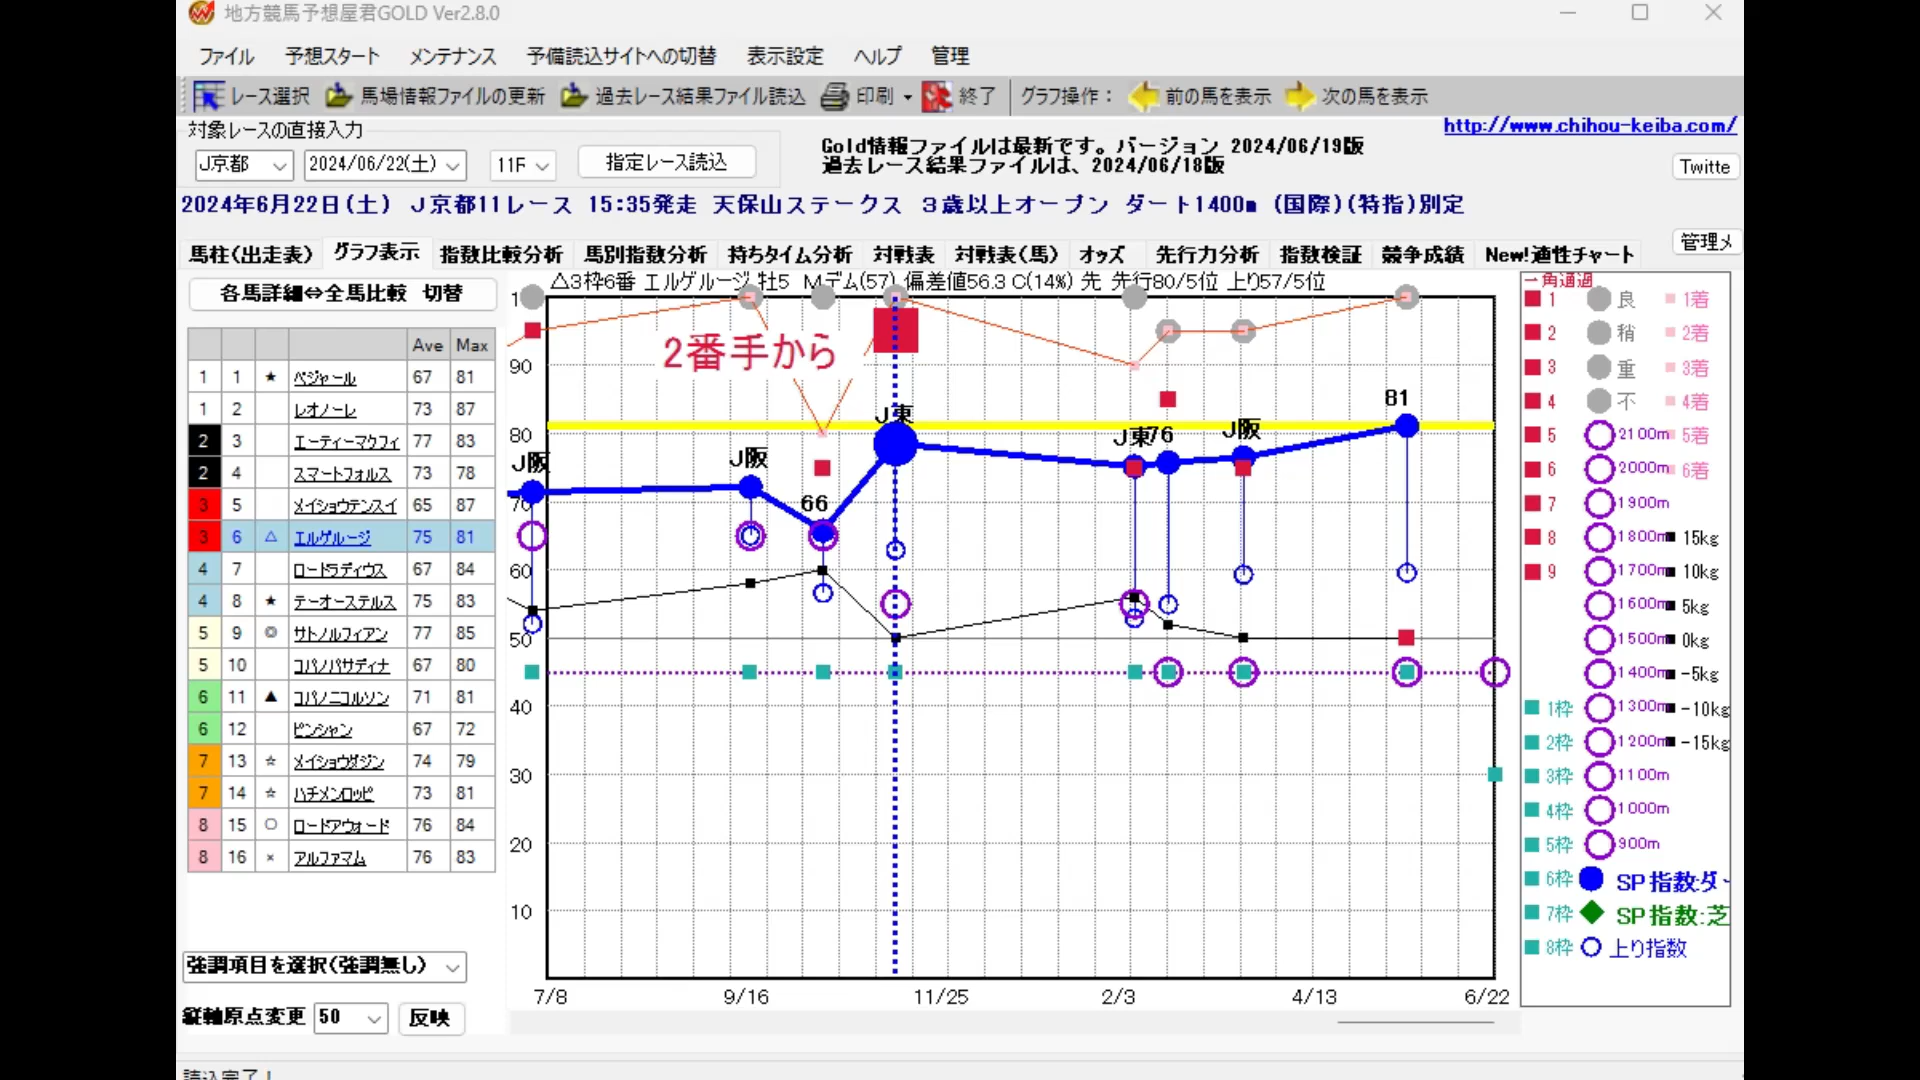 地方競馬予想屋君GOLD Ver2.8.0
ファイル 予想スタート メンテナンス 予備読込サイトへの切替 表示設定 ヘルプ 管理
レース選択 馬場情報ファイルの更新 過去レース結果ファイル読込 印刷 終了 グラフ操作： 前の馬を表示 次の馬を表示
対象レースの直接入力
http://www.chihou-keiba.com/
J京都 2024/06/22(土) 11F 指定レース読込
Gold情報ファイルは最新です。バージョン 2024/06/19版
過去レース結果ファイルは、2024/06/18版
Twitte
2024年6月22日(土) J京都11レース 15:35発走 天保山ステークス 3歳以上オープン ダート1400m (国際)(特指)別定
管理メ
馬柱(出走表) グラフ表示 指数比較分析 馬別指数分析 持ちタイム分析 対戦表 対戦表(馬) オッズ 先行力分析 指数検証 競争成績 New!適性チャート
各馬詳細⇔全馬比較 切替
△3枠6番 エルゲルージ 牡5 Mデム(57) 偏差値56.3 C(14%) 先 先行80/5位 上り57/5位
Ave Max
1 1 ★ ペジャール 67 81
1 2 レオノーレ 73 87
2 3 エーティーマクフィ 77 83
2 4 スマートフォルス 73 78
3 5 メイショウテンスイ 65 87
3 6 △ エルゲルージ 75 81
4 7 ロードラディウス 67 84
4 8 ★ テーオーステルス 75 83
5 9 ◎ サトノルフィアン 77 85
5 10 コパノパサディナ 67 80
6 11 ▲ コパノニコルソン 71 81
6 12 ピンシャン 67 72
7 13 ☆ メイショウダジン 74 79
7 14 ☆ ハチメンロッピ 73 81
8 15 ○ ロードアウォード 76 84
8 16 × アルファマム 76 83
強調項目を選択(強調無し)
縦軸原点変更 50 反映
読込完了！
2番手から
1
90
80
70
60
50
40
30
20
10
J阪
J阪
66
J東
J東
76
J阪
81
7/8 9/16 11/25 2/3 4/13 6/22
一角通過
1 良 1着
2 稍 2着
3 重 3着
4 不 4着
5 2100m 5着
6 2000m 6着
7 1900m
8 1800m 15kg
9 1700m 10kg
1600m 5kg
1500m 0kg
1400m -5kg
1枠 1300m -10kg
2枠 1200m -15kg
3枠 1100m
4枠 1000m
5枠 900m
6枠 SP指数:ダ
7枠 SP指数:芝
8枠 上り指数